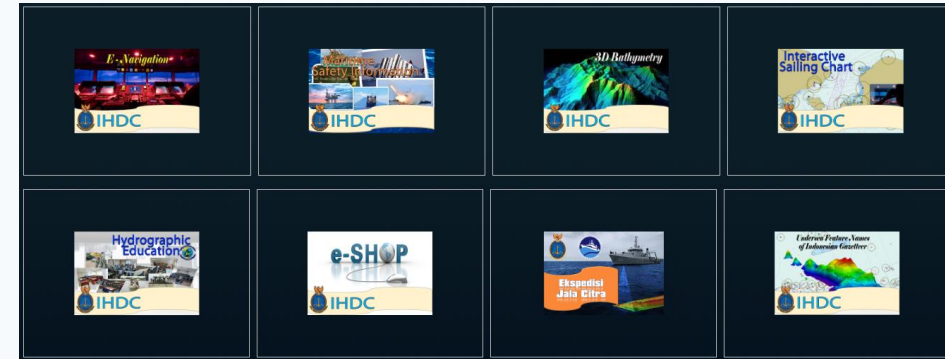 E - Navigation
IHDC
Maritime
Safety Information
IHDC
3D Bathymetry
IHDC
Interactive
Sailing Chart
IHDC
Hydrographic
Education
IHDC
e-SHOP
IHDC
Ekspedisi
Jala Citra
Undersea Feature Names
of Indonesian Gazetteer
IHDC